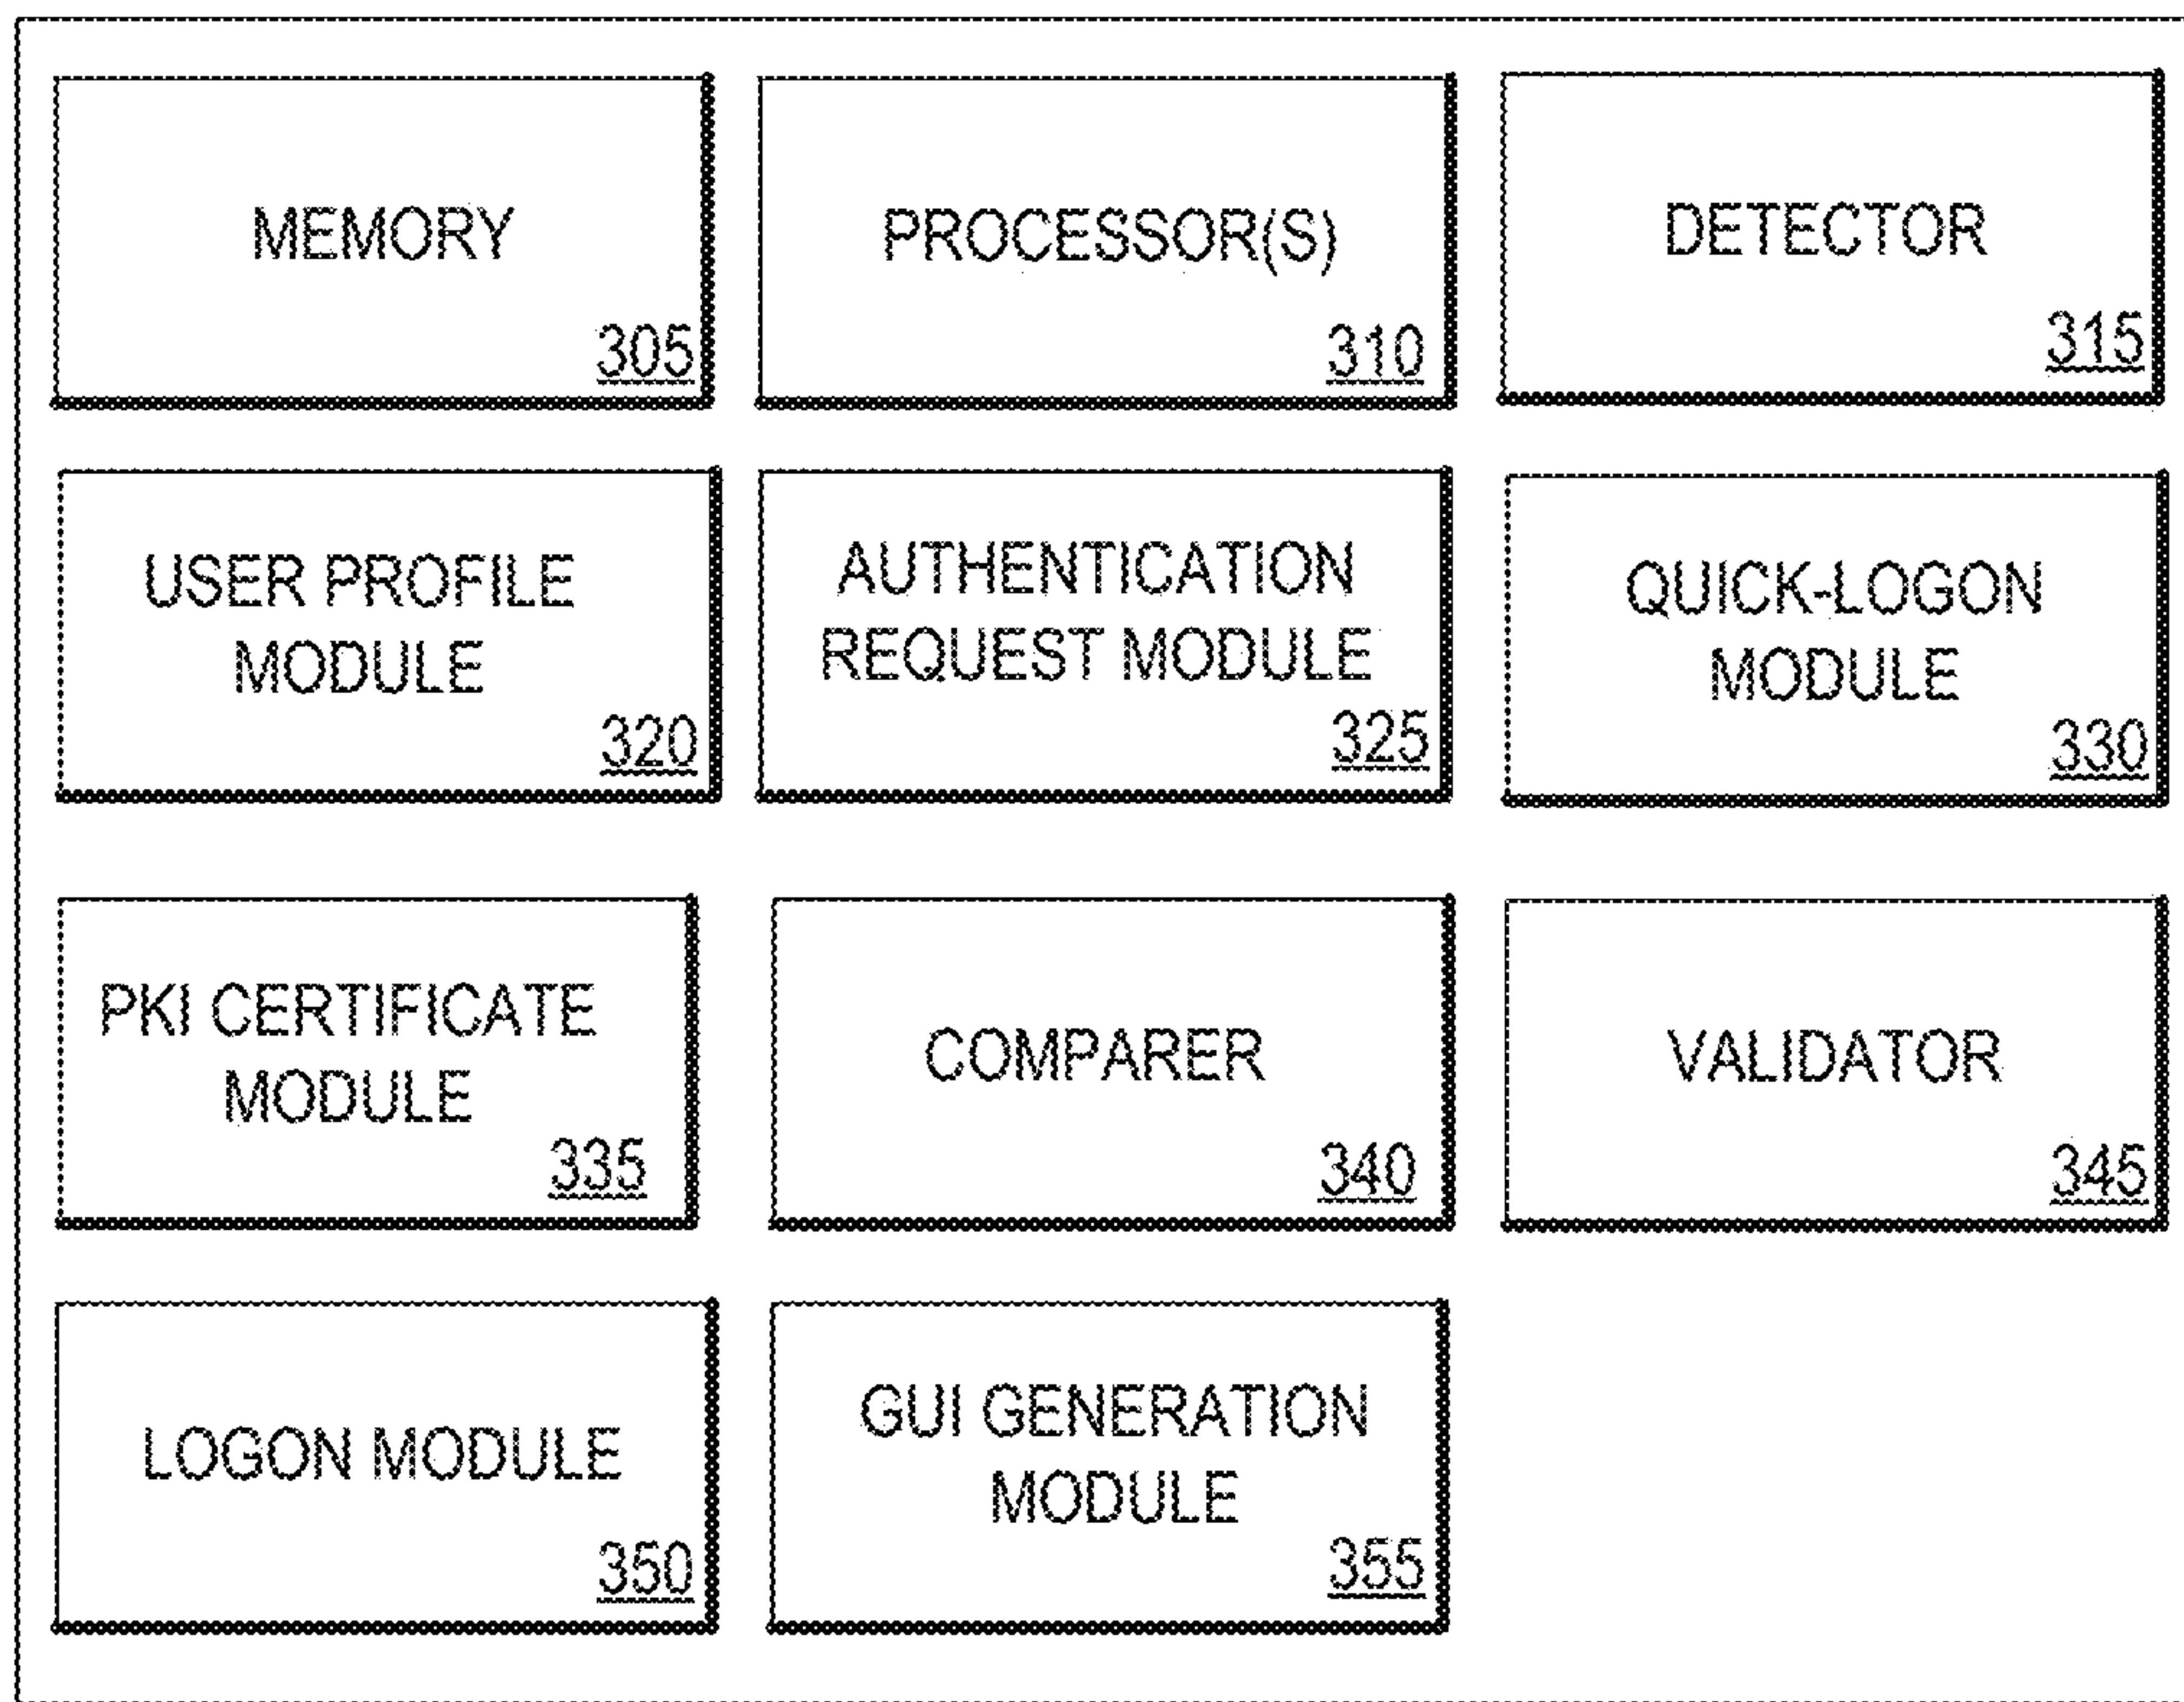 MEMORY
305
PROCESSOR(S)
310
DETECTOR
315
USER PROFILE
MODULE
320
AUTHENTICATION
REQUEST MODULE
325
QUICK-LOGON
MODULE
330
PKI CERTIFICATE
MODULE
335
COMPARER
340
VALIDATOR
345
LOGON MODULE
350
GUI GENERATION
MODULE
355